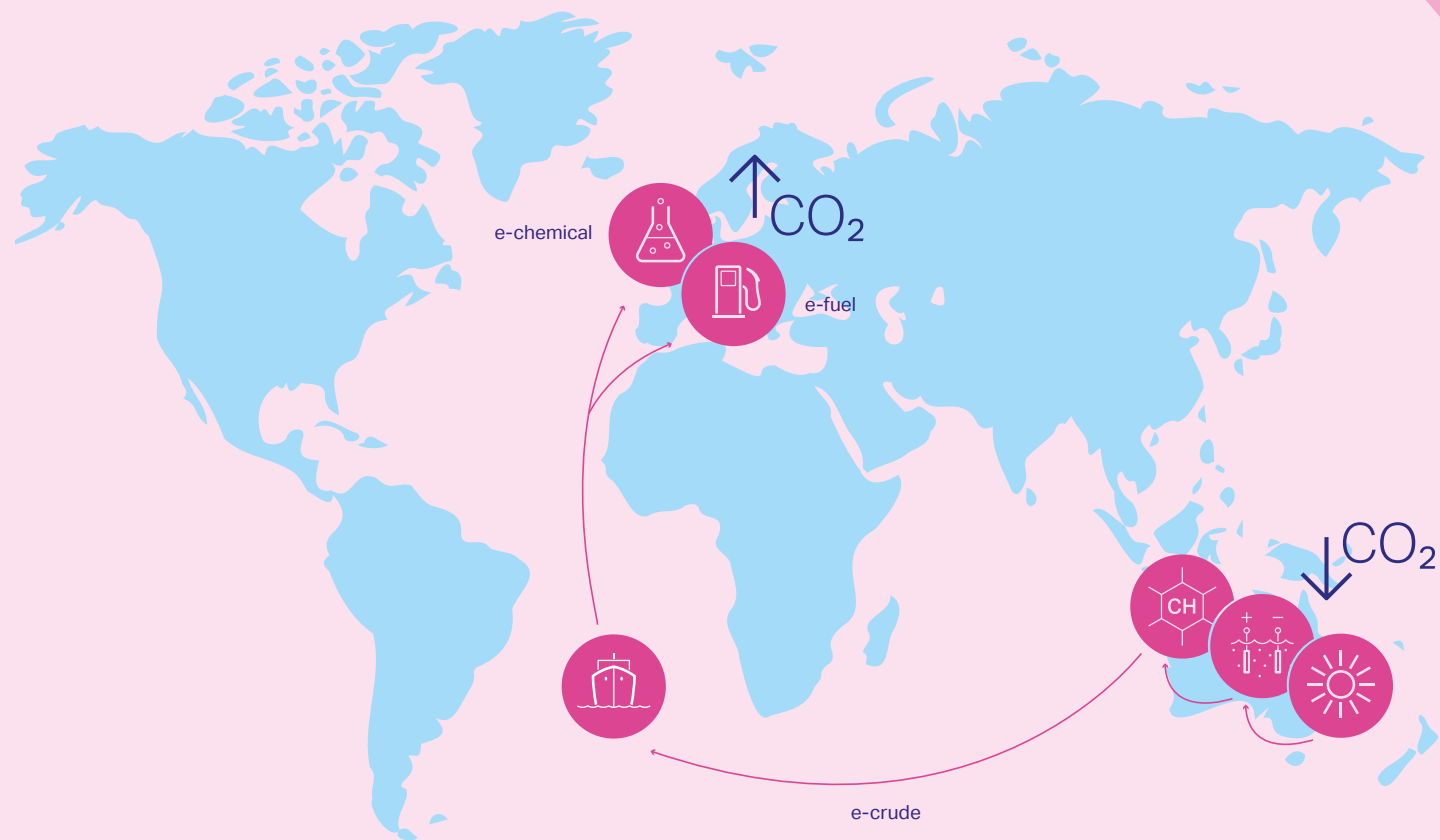 CO₂
e-chemical
e-fuel
CO₂
CH
+ −
e-crude